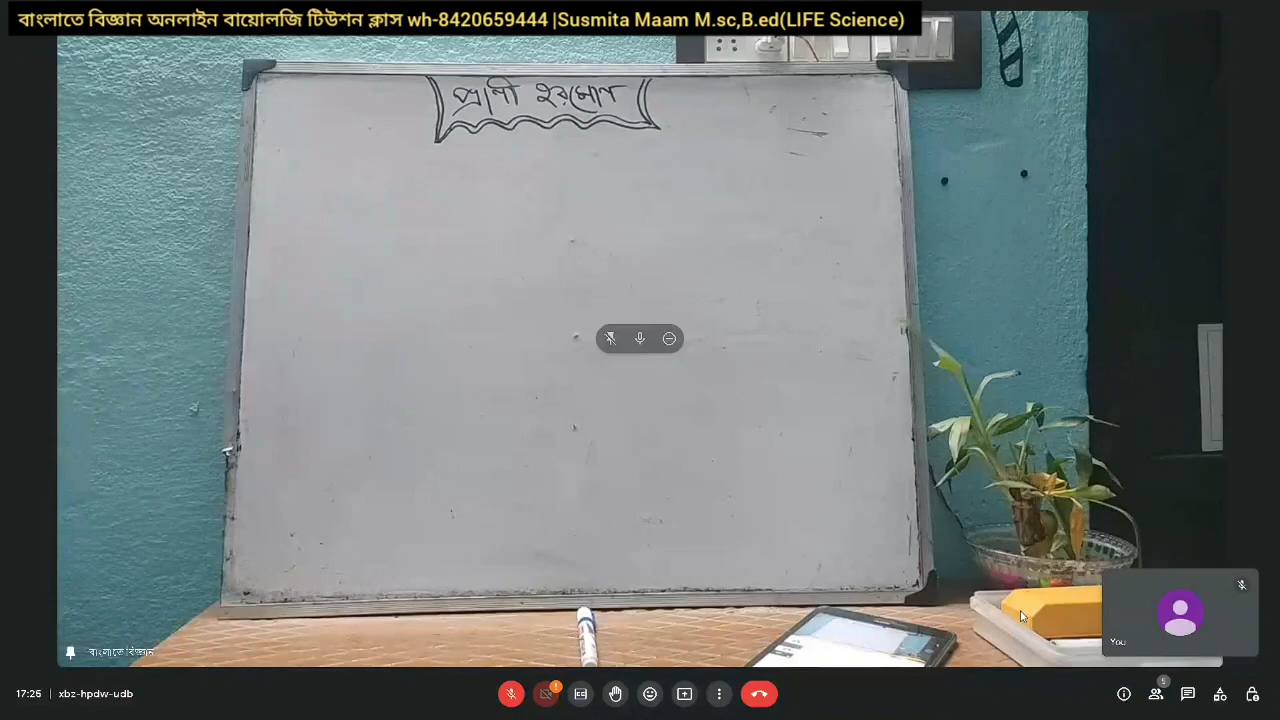 বাংলাতে বিজ্ঞান অনলাইন বায়োলজি টিউশন ক্লাস wh-8420659444 |Susmita Maam M.sc,B.ed(LIFE Science)
প্রাণী হরমোন
You
বাংলাতে বিজ্ঞান
17:25 | xbz-hpdw-udb
5